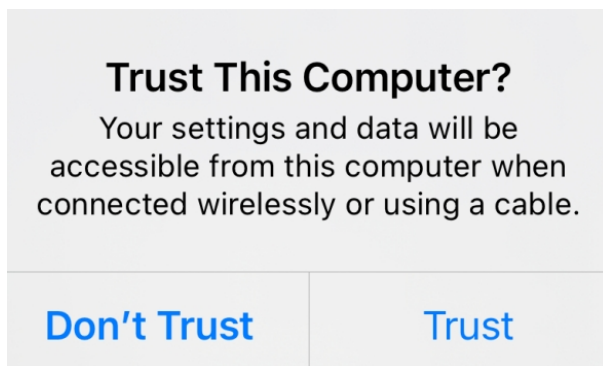 Trust This Computer?
Your settings and data will be
accessible from this computer when
connected wirelessly or using a cable.
Don’t Trust
Trust